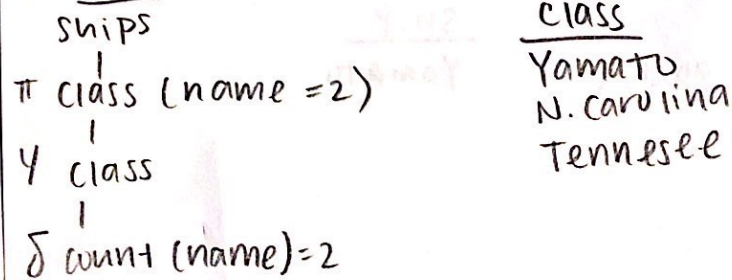 ships
π class (name = 2)
γ class
δ count (name) = 2
class
Yamato
N. Carolina
Tennesee